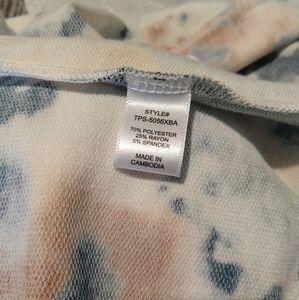 STYLE#
TPS-5056XBA
70% POLYESTER
25% RAYON
5% SPANDEX
MADE IN
CAMBODIA